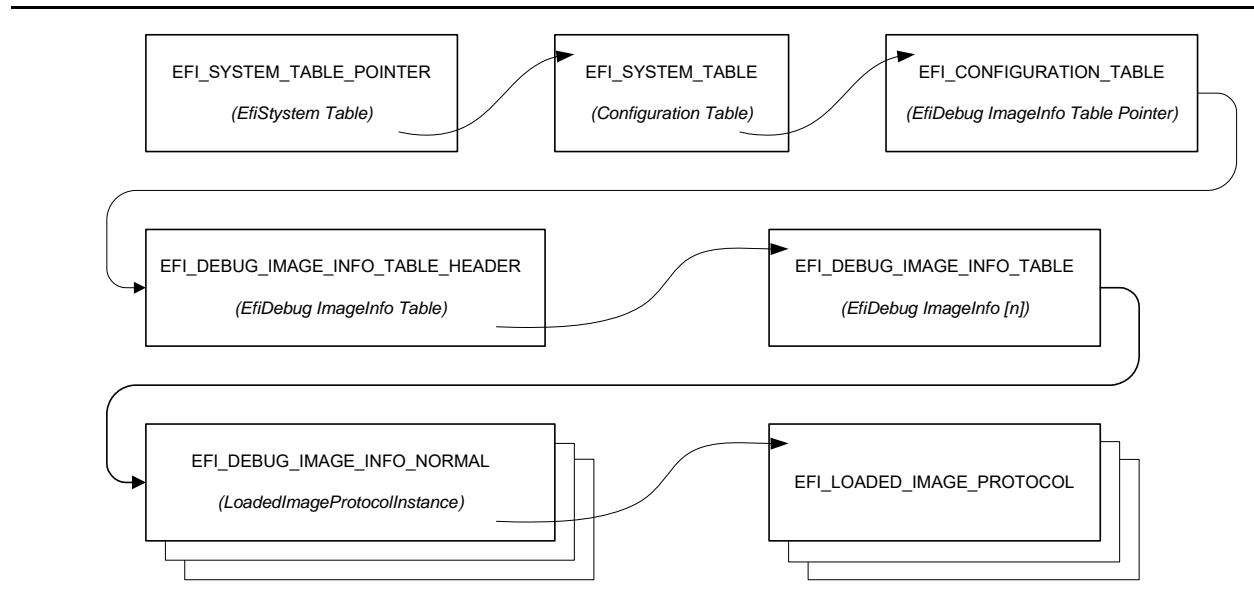 EFI_SYSTEM_TABLE_POINTER
(EfiStystem Table)
EFI_SYSTEM_TABLE
(Configuration Table)
EFI_CONFIGURATION_TABLE
(EfiDebug ImageInfo Table Pointer)
EFI_DEBUG_IMAGE_INFO_TABLE_HEADER
(EfiDebug ImageInfo Table)
EFI_DEBUG_IMAGE_INFO_TABLE
(EfiDebug ImageInfo [n])
EFI_DEBUG_IMAGE_INFO_NORMAL
(LoadedImageProtocolInstance)
EFI_LOADED_IMAGE_PROTOCOL